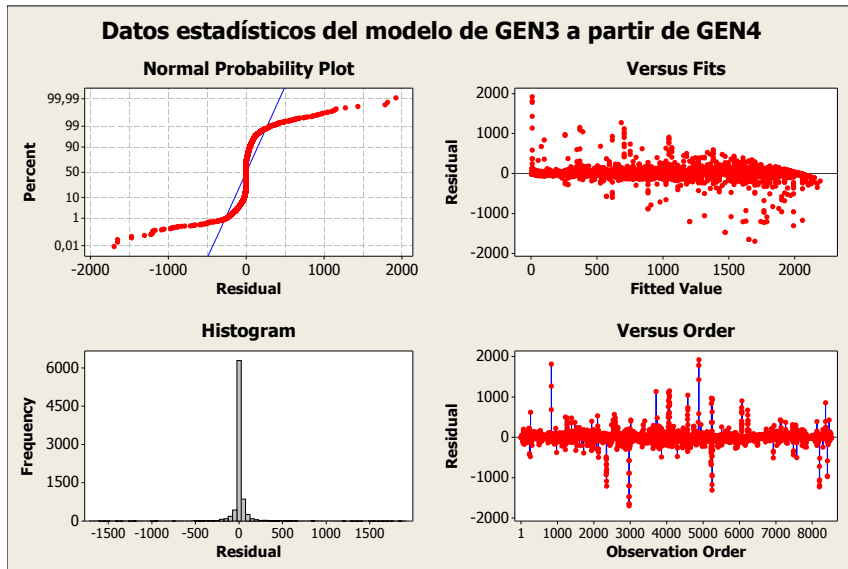 Datos estadísticos del modelo de GEN3 a partir de GEN4
Normal Probability Plot
Percent
99,99
99
90
50
10
1
0,01
-2000 -1000 0 1000 2000
Residual
Versus Fits
Residual
2000
1000
0
-1000
-2000
0 500 1000 1500 2000
Fitted Value
Histogram
Frequency
6000
4500
3000
1500
0
-1500 -1000 -500 0 500 1000 1500
Residual
Versus Order
Residual
2000
1000
0
-1000
-2000
1 1000 2000 3000 4000 5000 6000 7000 8000
Observation Order